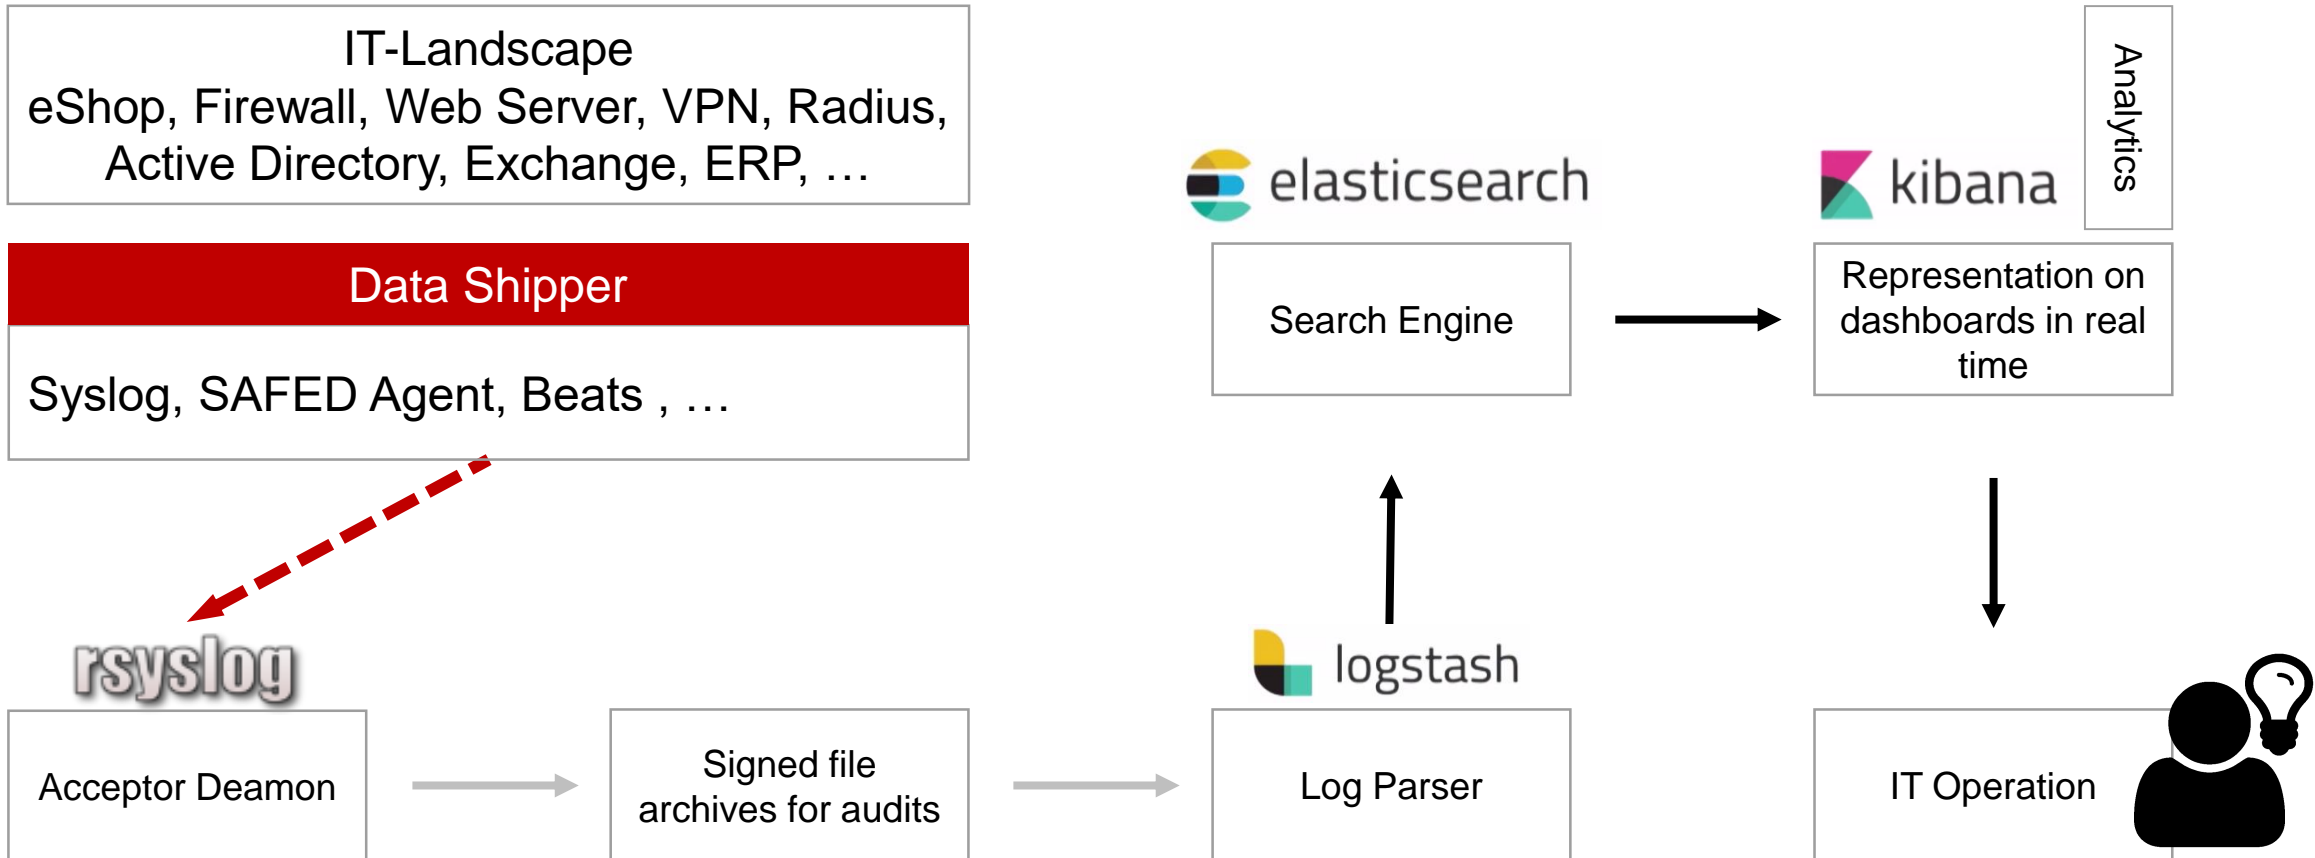 IT-Landscape
eShop, Firewall, Web Server, VPN, Radius,
Active Directory, Exchange, ERP, …
Data Shipper
Syslog, SAFED Agent, Beats , …
rsyslog
Acceptor Deamon
Signed file
archives for audits
logstash
Log Parser
elasticsearch
Search Engine
kibana
Analytics
Representation on
dashboards in real
time
IT Operation